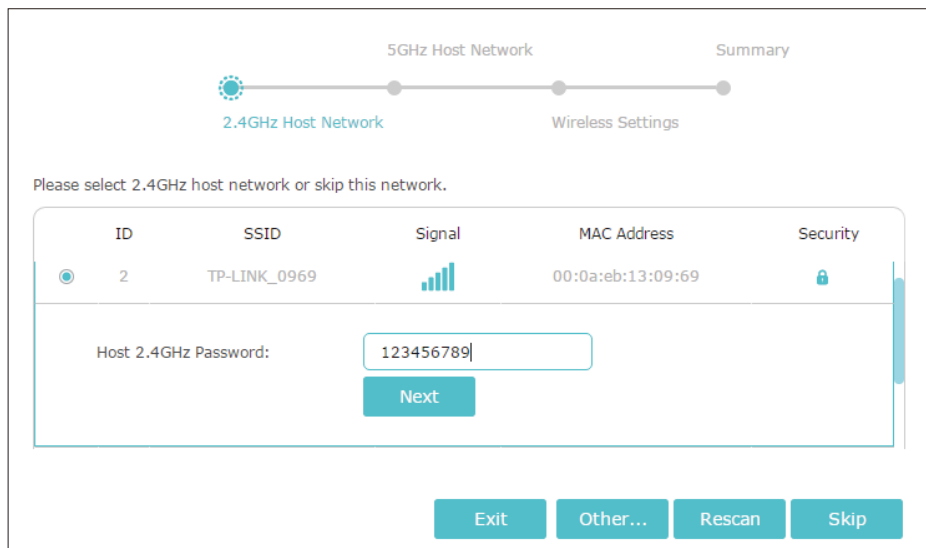 5GHz Host Network Summary
2.4GHz Host Network Wireless Settings
Please select 2.4GHz host network or skip this network.
ID SSID Signal MAC Address Security
2 TP-LINK_0969 00:0a:eb:13:09:69
Host 2.4GHz Password: 123456789
Next
Exit Other... Rescan Skip